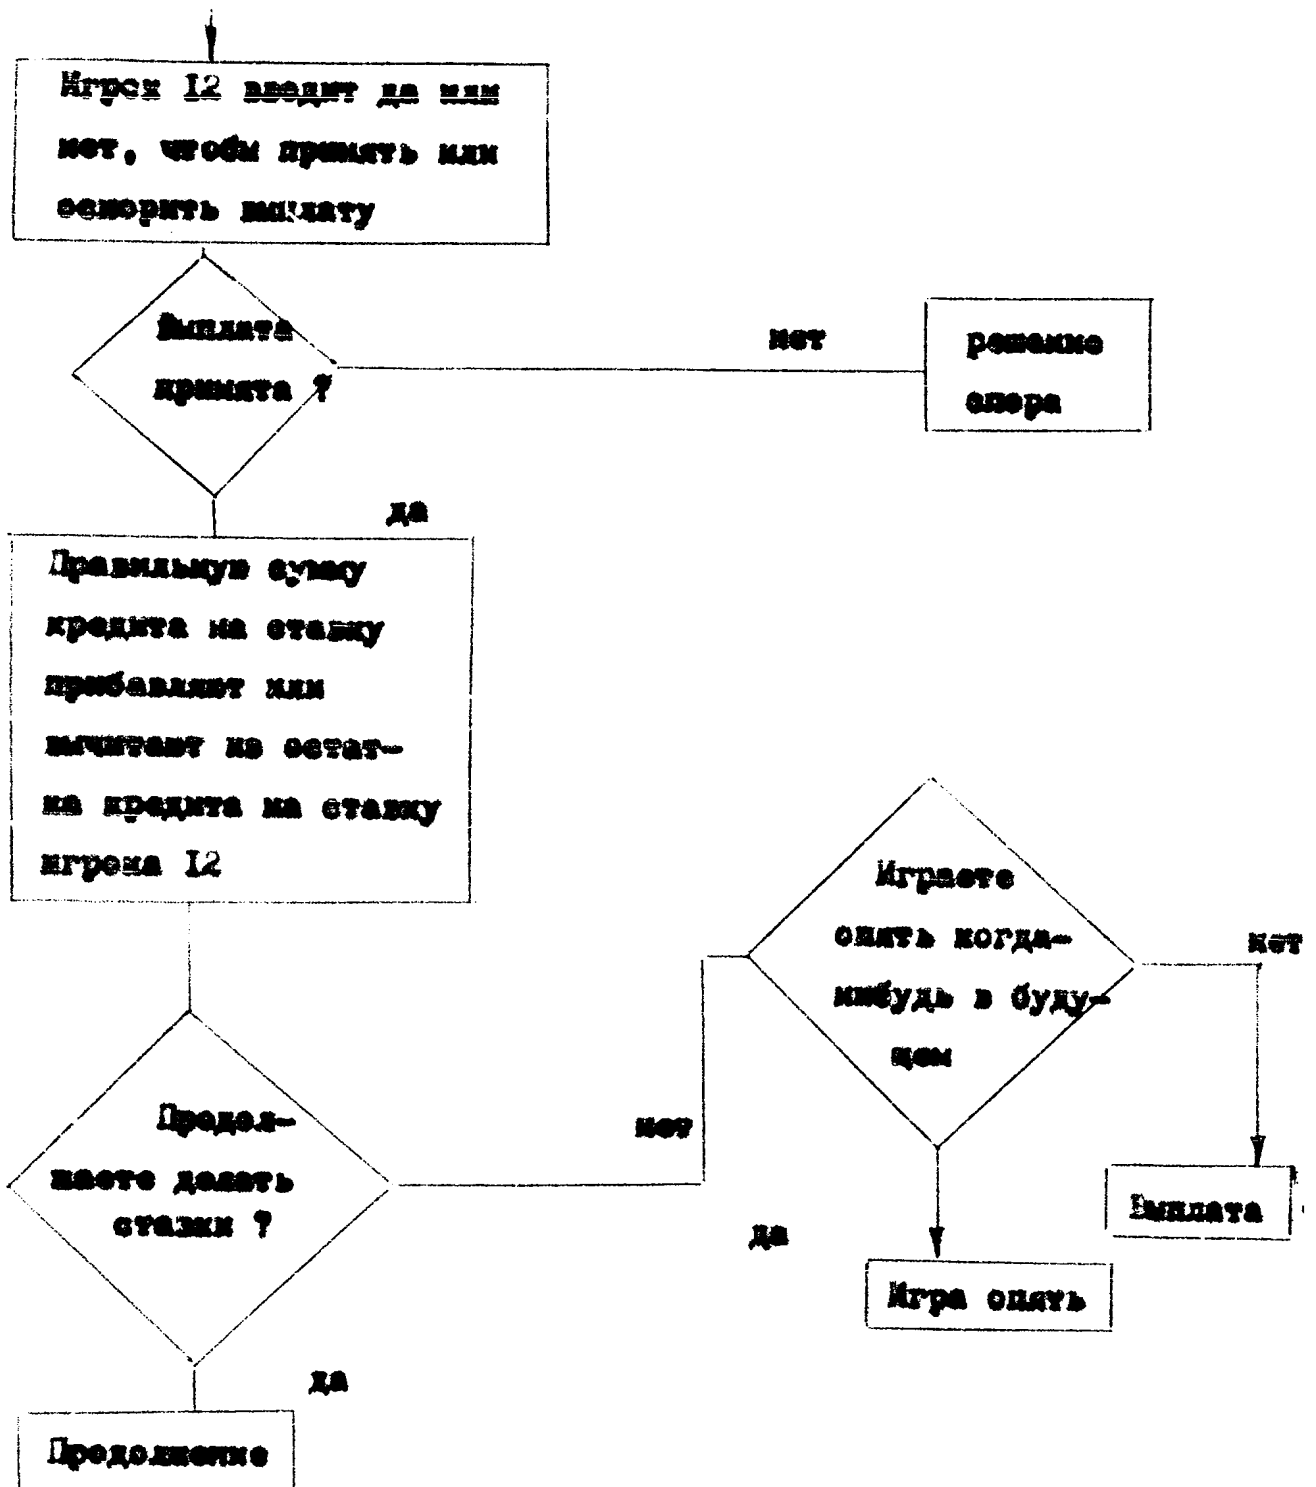 Игрок I2 вводит да или
нет, чтобы принять или
оспорить выплату
Выплата
принята ?
нет
решение
спора
да
Правильную сумму
кредита на ставку
прибавляют или
вычитают из остат-
ка кредита на ставку
игрока I2
Продол-
жаете делать
ставки ?
нет
Играете
опять когда-
нибудь в буду-
щем
нет
Выплата
да
Игра опять
да
Продолжение